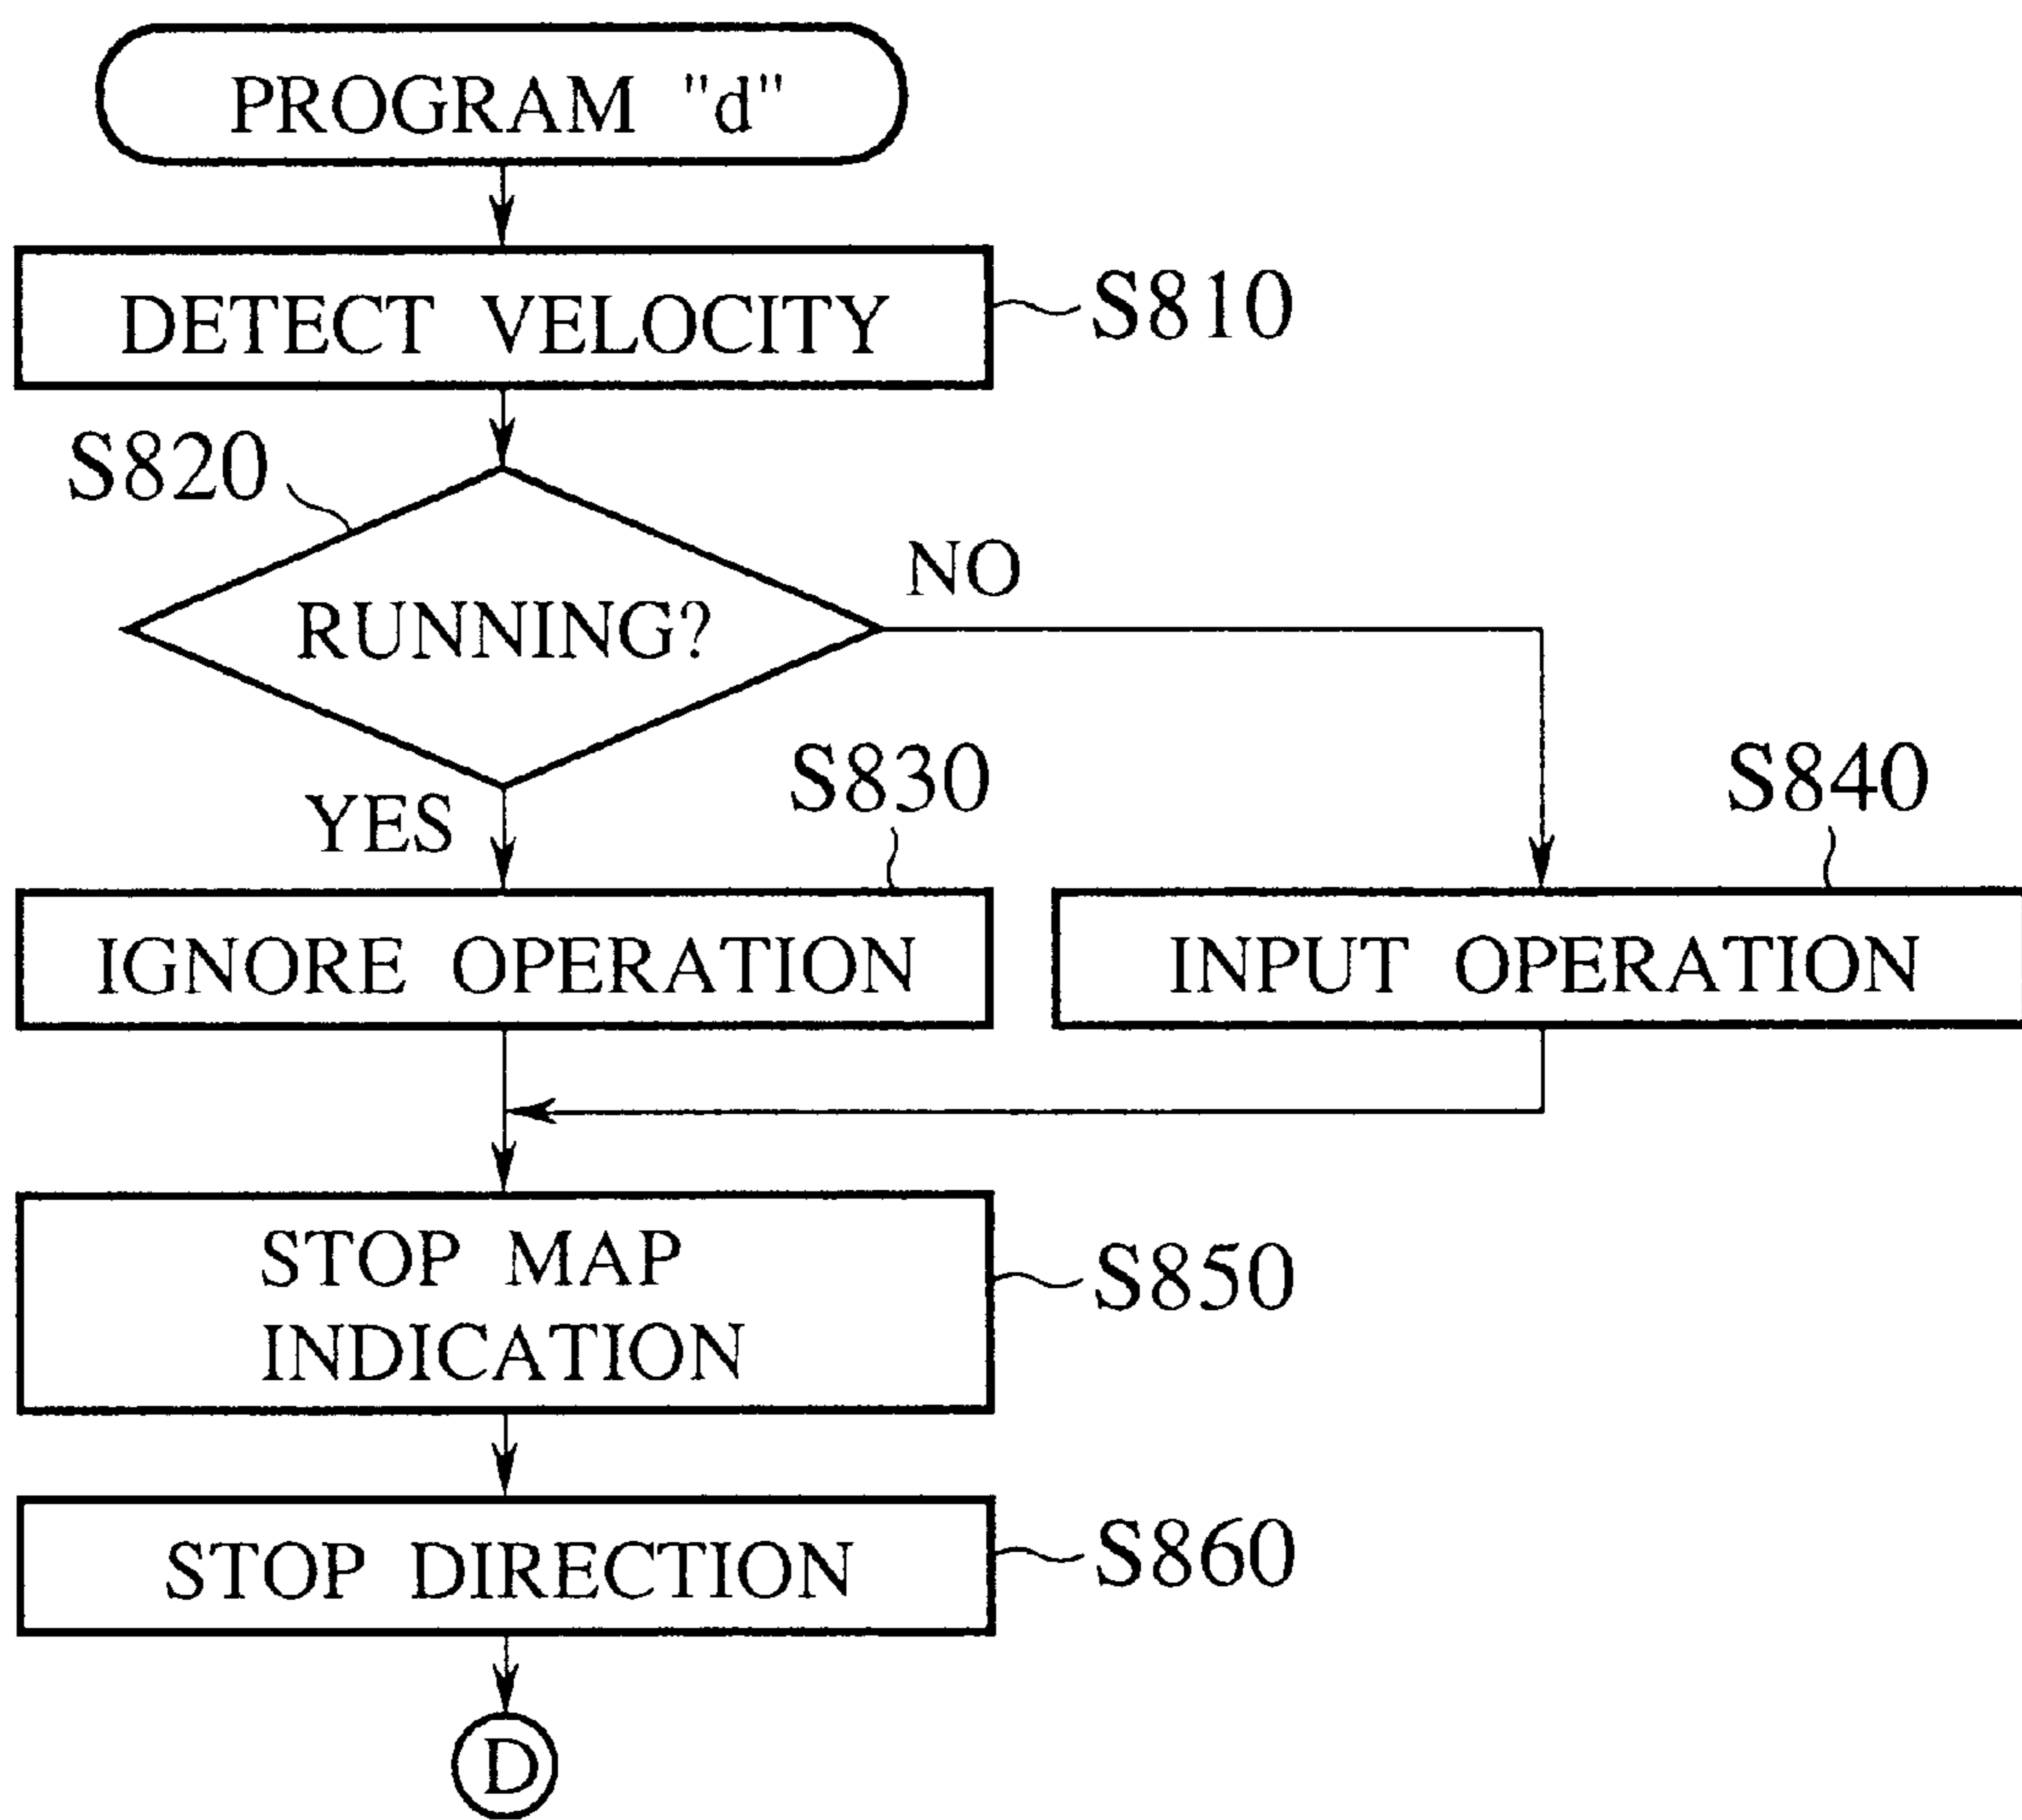 PROGRAM "d"
DETECT VELOCITY
S810
S820
RUNNING?
NO
YES
S830
S840
IGNORE OPERATION
INPUT OPERATION
STOP MAP
INDICATION
S850
STOP DIRECTION
S860
D